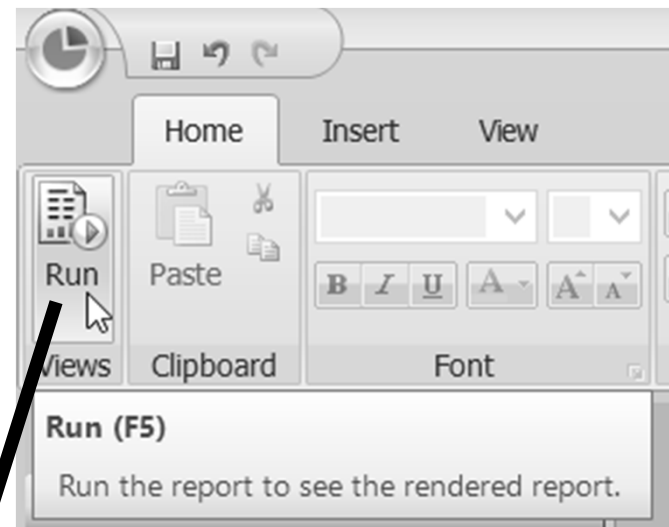 Home Insert View
Run Paste B I U A A A
Views Clipboard Font
Run (F5)
Run the report to see the rendered report.